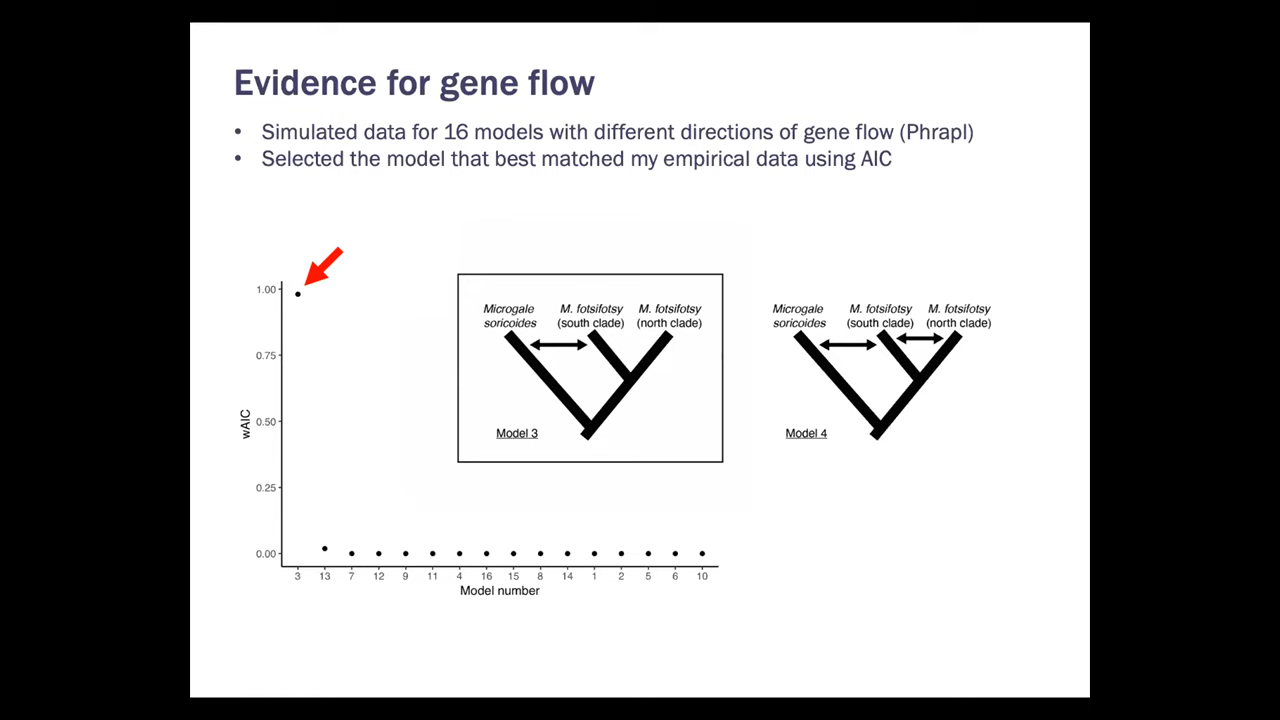 Evidence for gene flow
• Simulated data for 16 models with different directions of gene flow (Phrapl)
• Selected the model that best matched my empirical data using AIC
1.00
0.75
0.50
0.25
0.00
wAIC
3 13 7 12 9 11 4 16 15 8 14 1 2 5 6 10
Model number
Microgale M. fotsifotsy M. fotsifotsy
soricoides (south clade) (north clade)
Model 3
Microgale M. fotsifotsy M. fotsifotsy
soricoides (south clade) (north clade)
Model 4